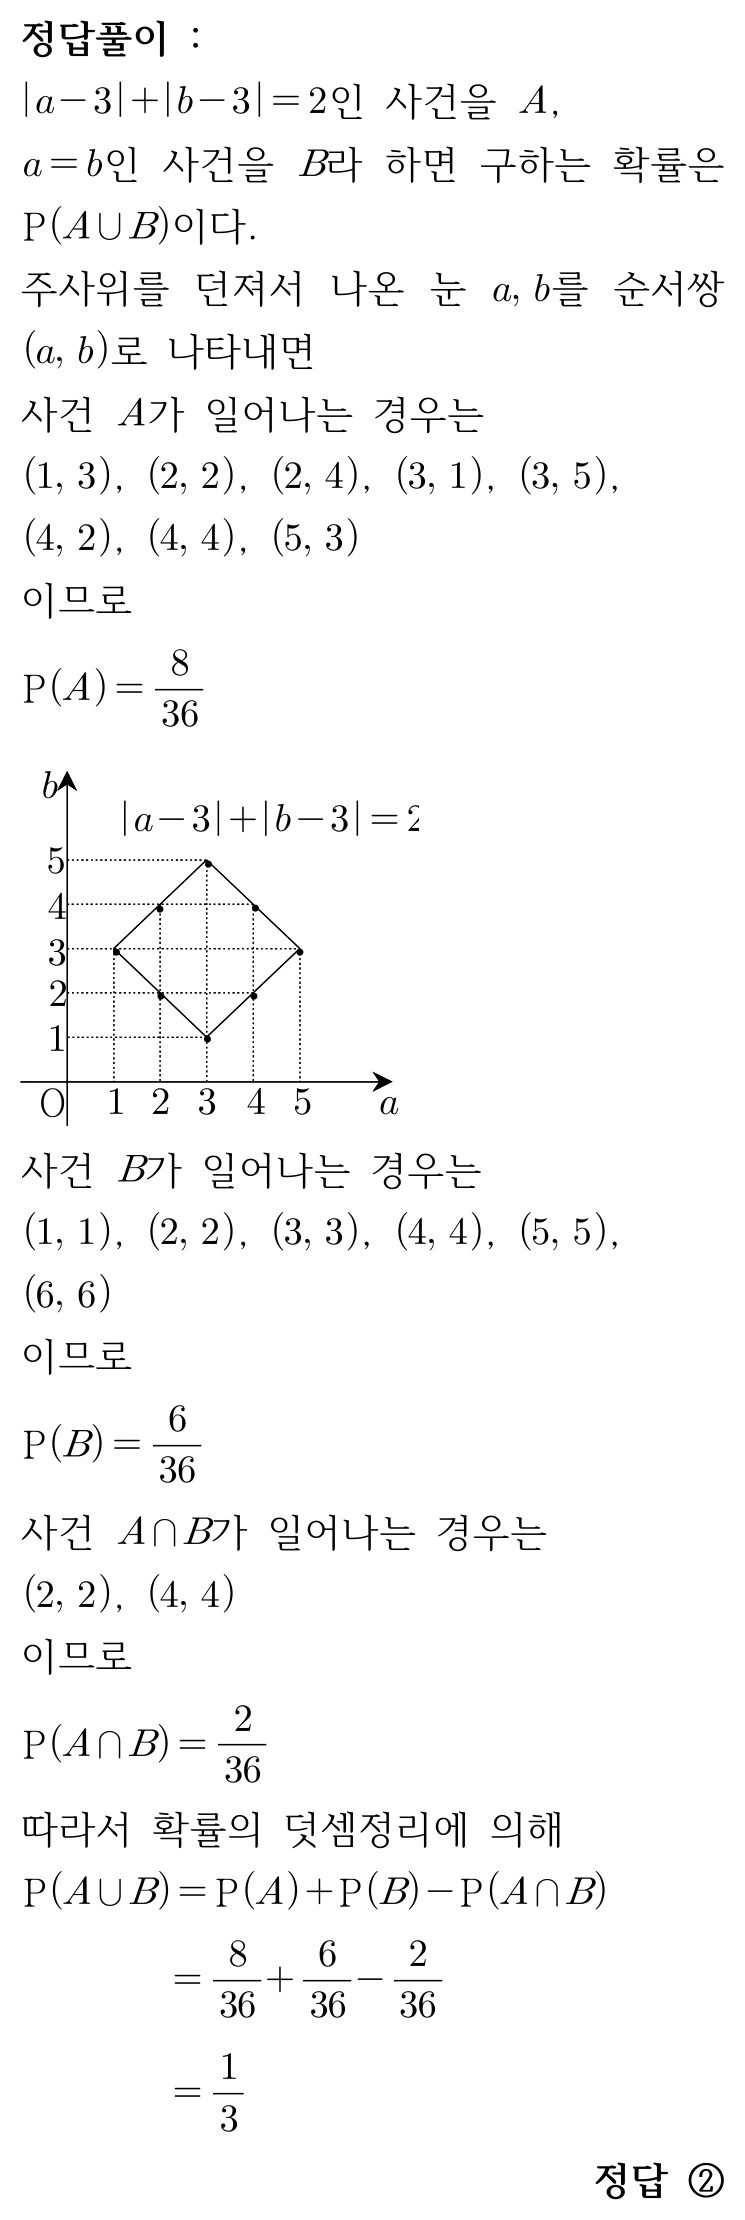 정답풀이 :
|a-3|+|b-3|=2인 사건을 A,
a=b인 사건을 B라 하면 구하는 확률은
P(A∪B)이다.
주사위를 던져서 나온 눈 a, b를 순서쌍
(a, b)로 나타내면
사건 A가 일어나는 경우는
(1, 3), (2, 2), (2, 4), (3, 1), (3, 5),
(4, 2), (4, 4), (5, 3)
이므로
P(A)=8/36
b
|a-3|+|b-3|=2
5
4
3
2
1
O 1 2 3 4 5 a
사건 B가 일어나는 경우는
(1, 1), (2, 2), (3, 3), (4, 4), (5, 5),
(6, 6)
이므로
P(B)=6/36
사건 A∩B가 일어나는 경우는
(2, 2), (4, 4)
이므로
P(A∩B)=2/36
따라서 확률의 덧셈정리에 의해
P(A∪B)=P(A)+P(B)-P(A∩B)
=8/36+6/36-2/36
=1/3
정답 ②